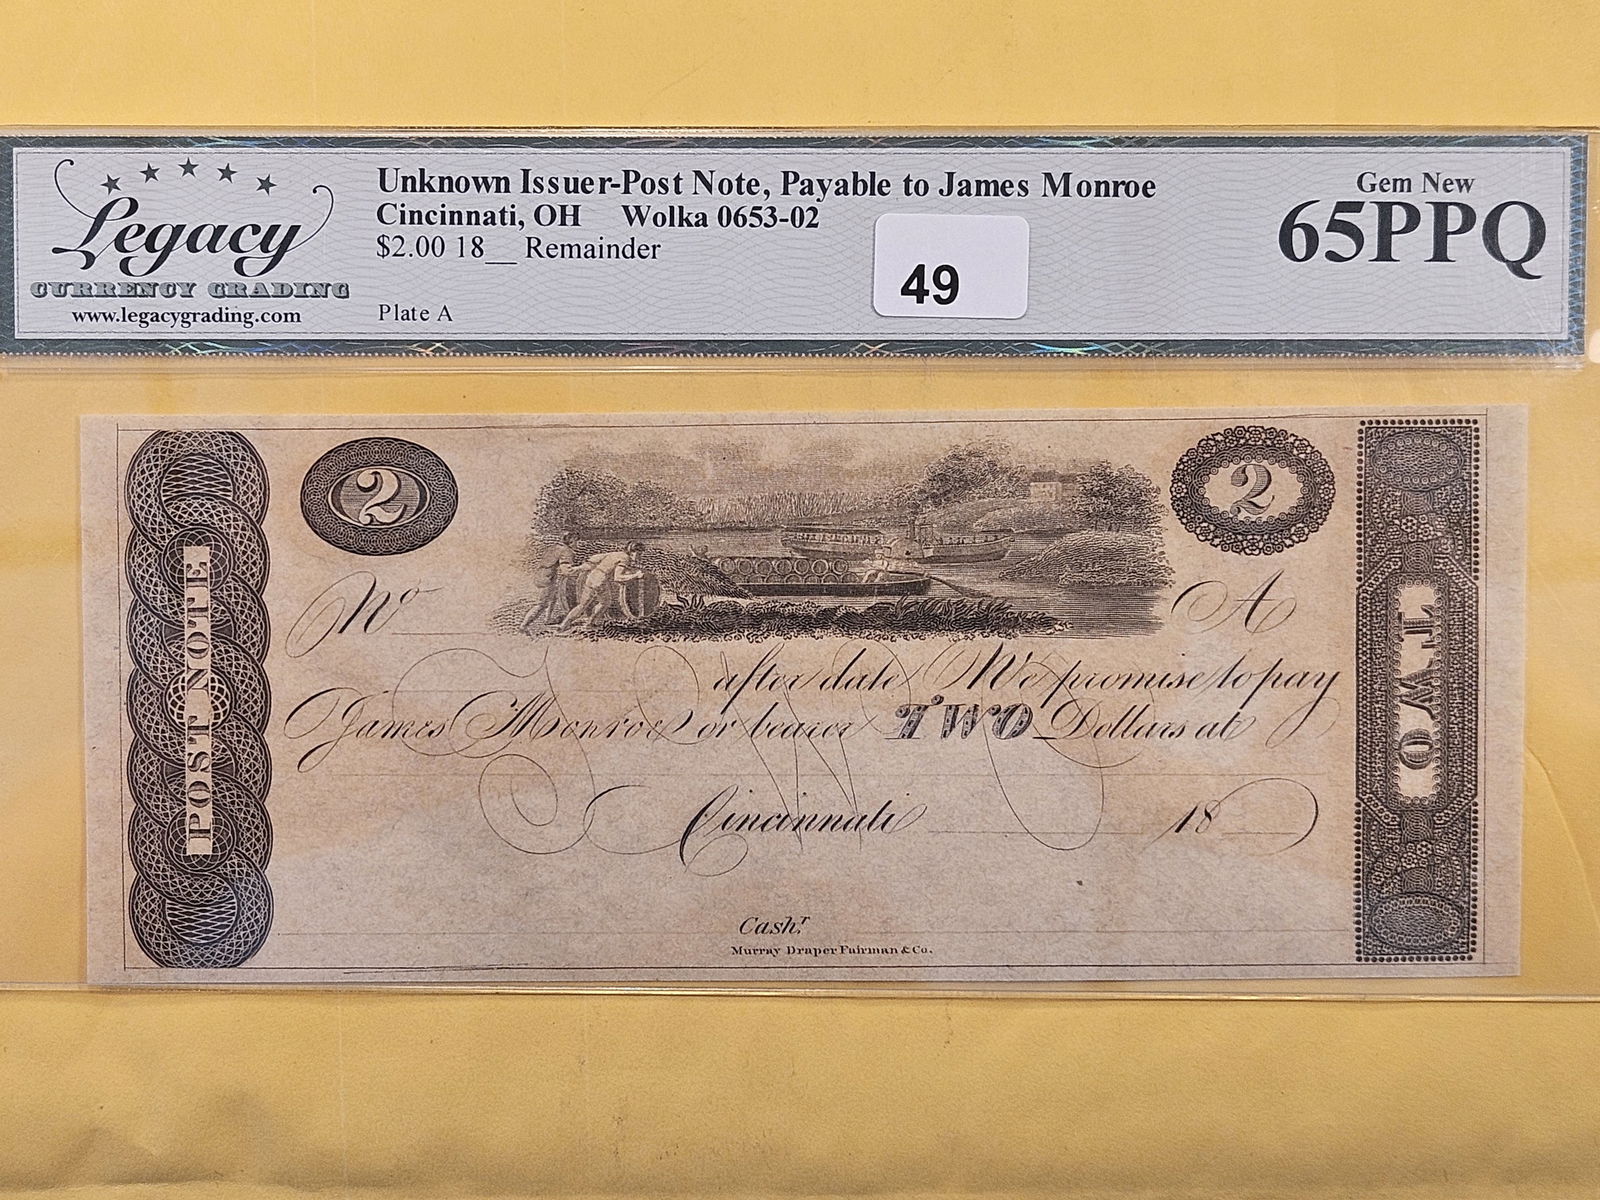 Legacy
CURRENCY GRADING
www.legacygrading.com
Unknown Issuer-Post Note, Payable to James Monroe
Cincinnati, OH Wolka 0653-02
$2.00 18__ Remainder
Plate A
49
Gem New
65PPQ
POST NOTE
2
2
TWO
No A
after date We promise to pay
James Monroe or bearer TWO Dollars at
Cincinnati 18
Cashr
Murray Draper Fairman & Co.